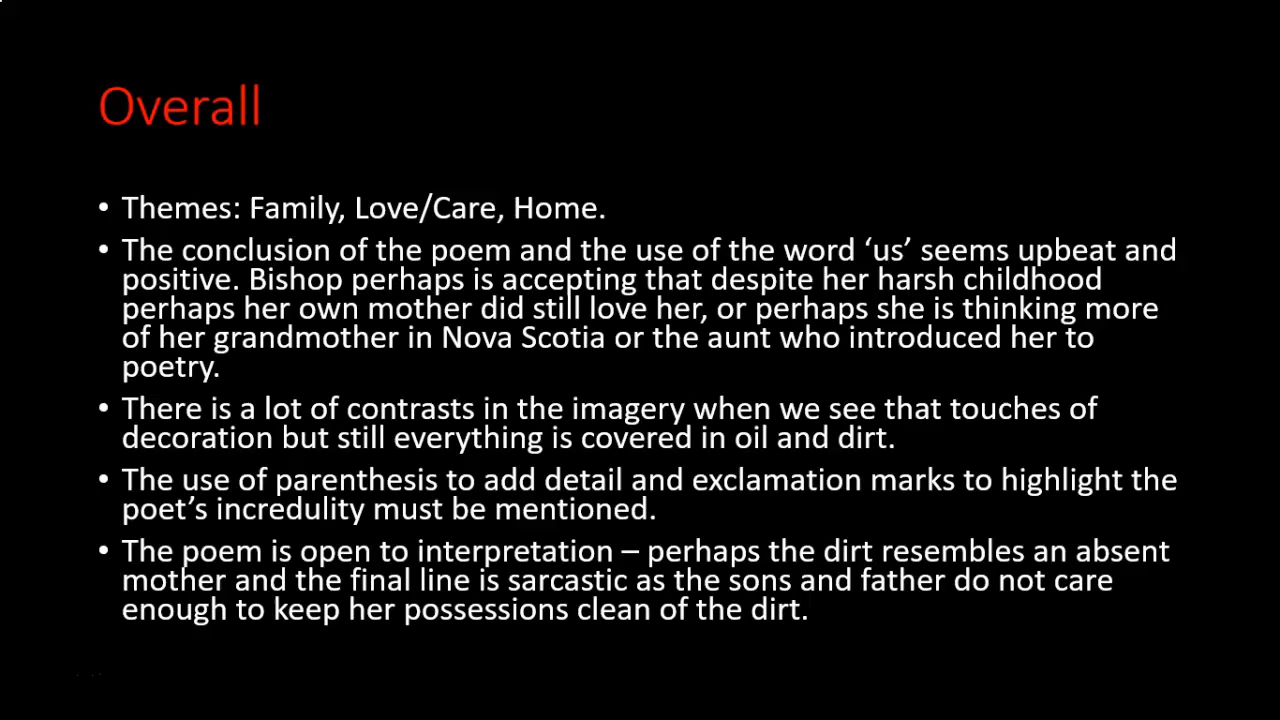 Overall
• Themes: Family, Love/Care, Home.
• The conclusion of the poem and the use of the word ‘us’ seems upbeat and
positive. Bishop perhaps is accepting that despite her harsh childhood
perhaps her own mother did still love her, or perhaps she is thinking more
of her grandmother in Nova Scotia or the aunt who introduced her to
poetry.
• There is a lot of contrasts in the imagery when we see that touches of
decoration but still everything is covered in oil and dirt.
• The use of parenthesis to add detail and exclamation marks to highlight the
poet’s incredulity must be mentioned.
• The poem is open to interpretation – perhaps the dirt resembles an absent
mother and the final line is sarcastic as the sons and father do not care
enough to keep her possessions clean of the dirt.